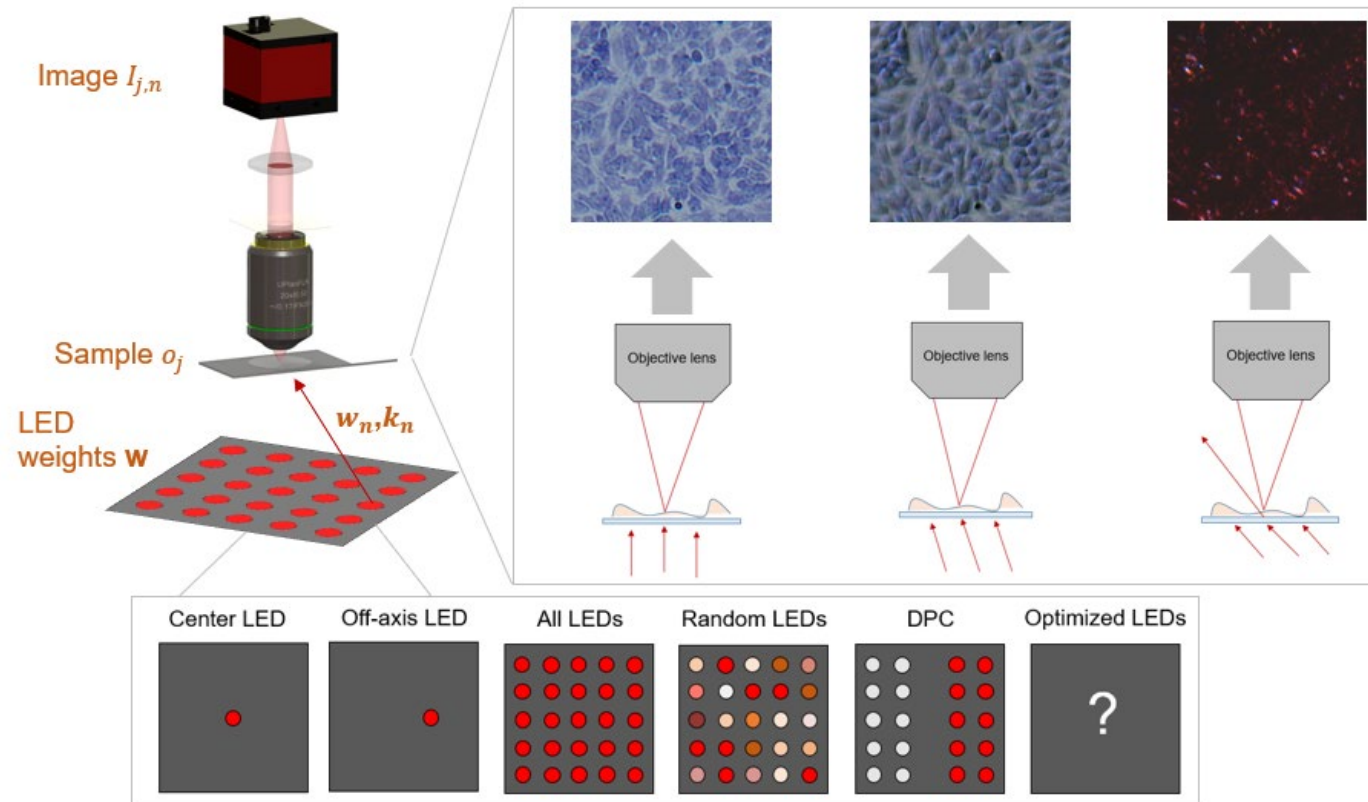 Image I_{j,n}
Sample o_j
LED
weights w
w_n,k_n
Objective lens
Objective lens
Objective lens
Center LED
Off-axis LED
All LEDs
Random LEDs
DPC
Optimized LEDs
?